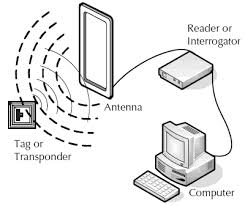 Reader or
Interrogator
Antenna
Tag or
Transponder
Computer